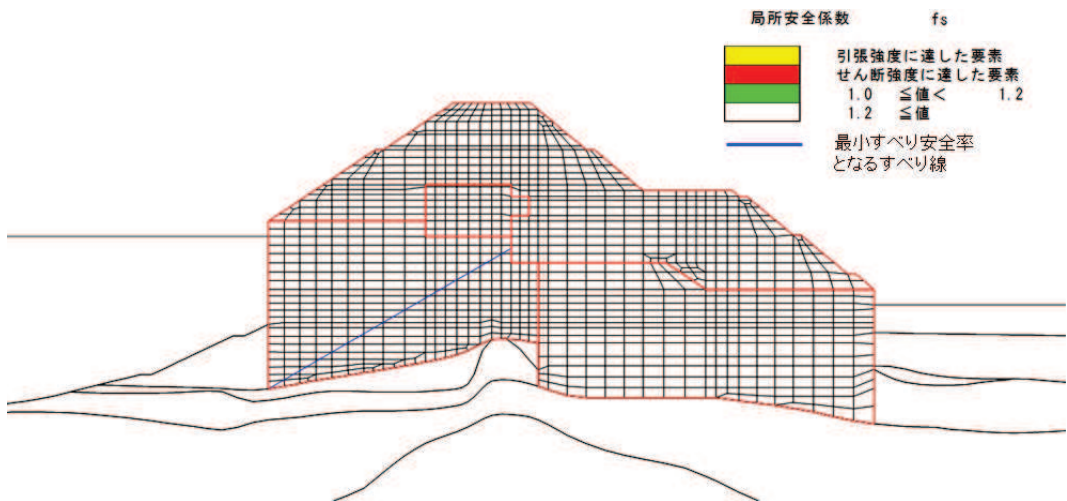 局所安全係数 fs
引張強度に達した要素
せん断強度に達した要素
1.0 ≦値< 1.2
1.2 ≦値
最小すべり安全率
となるすべり線